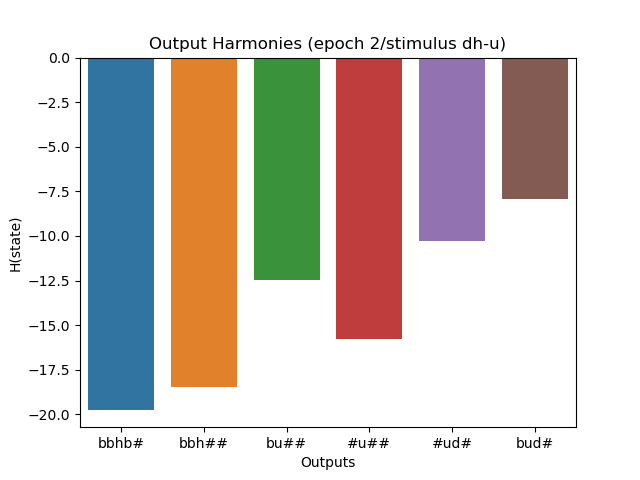 Output Harmonies (epoch 2/stimulus dh-u)
0.0
−2.5
−5.0
−7.5
−10.0
−12.5
−15.0
−17.5
−20.0
H(state)
bbhb# bbh## bu## #u## #ud# bud#
Outputs